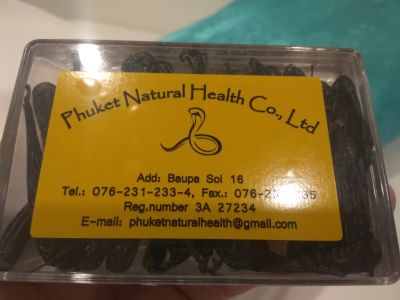 Phuket Natural Health Co., Ltd
Add: Baupa Soi 16
Tel.: 076-231-233-4, Fax.: 076-
Reg.number 3A 27234
E-mail: phuketnaturalhealth@gmail.com